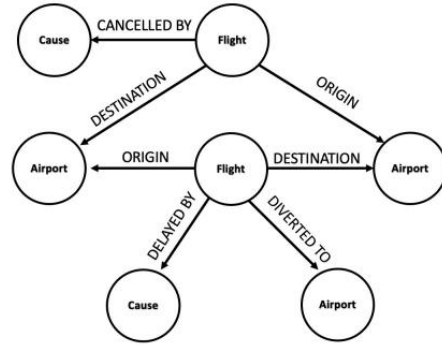 Cause
CANCELLED BY
Flight
DESTINATION
ORIGIN
Airport
ORIGIN
Flight
DESTINATION
Airport
DELAYED BY
DIVERTED TO
Cause
Airport